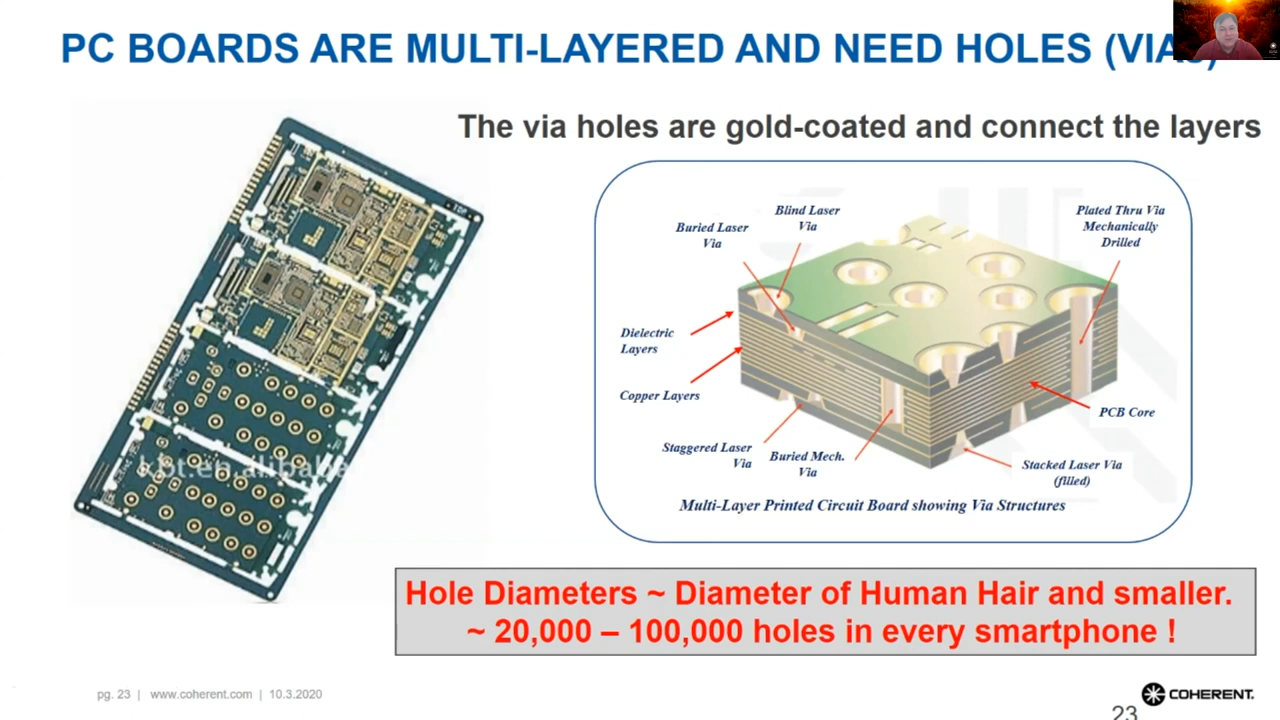 PC BOARDS ARE MULTI-LAYERED AND NEED HOLES
The via holes are gold-coated and connect the layers
Blind Laser
Via
Buried Laser
Via
Plated Thru Via
Mechanically
Drilled
Dielectric
Layers
Copper Layers
PCB Core
Staggered Laser
Via
Buried Mech.
Via
Stacked Laser Via
(filled)
Multi-Layer Printed Circuit Board showing Via Structures
Hole Diameters ~ Diameter of Human Hair and smaller.
~ 20,000 – 100,000 holes in every smartphone !
pg. 23 | www.coherent.com | 10.3.2020
COHERENT.
23